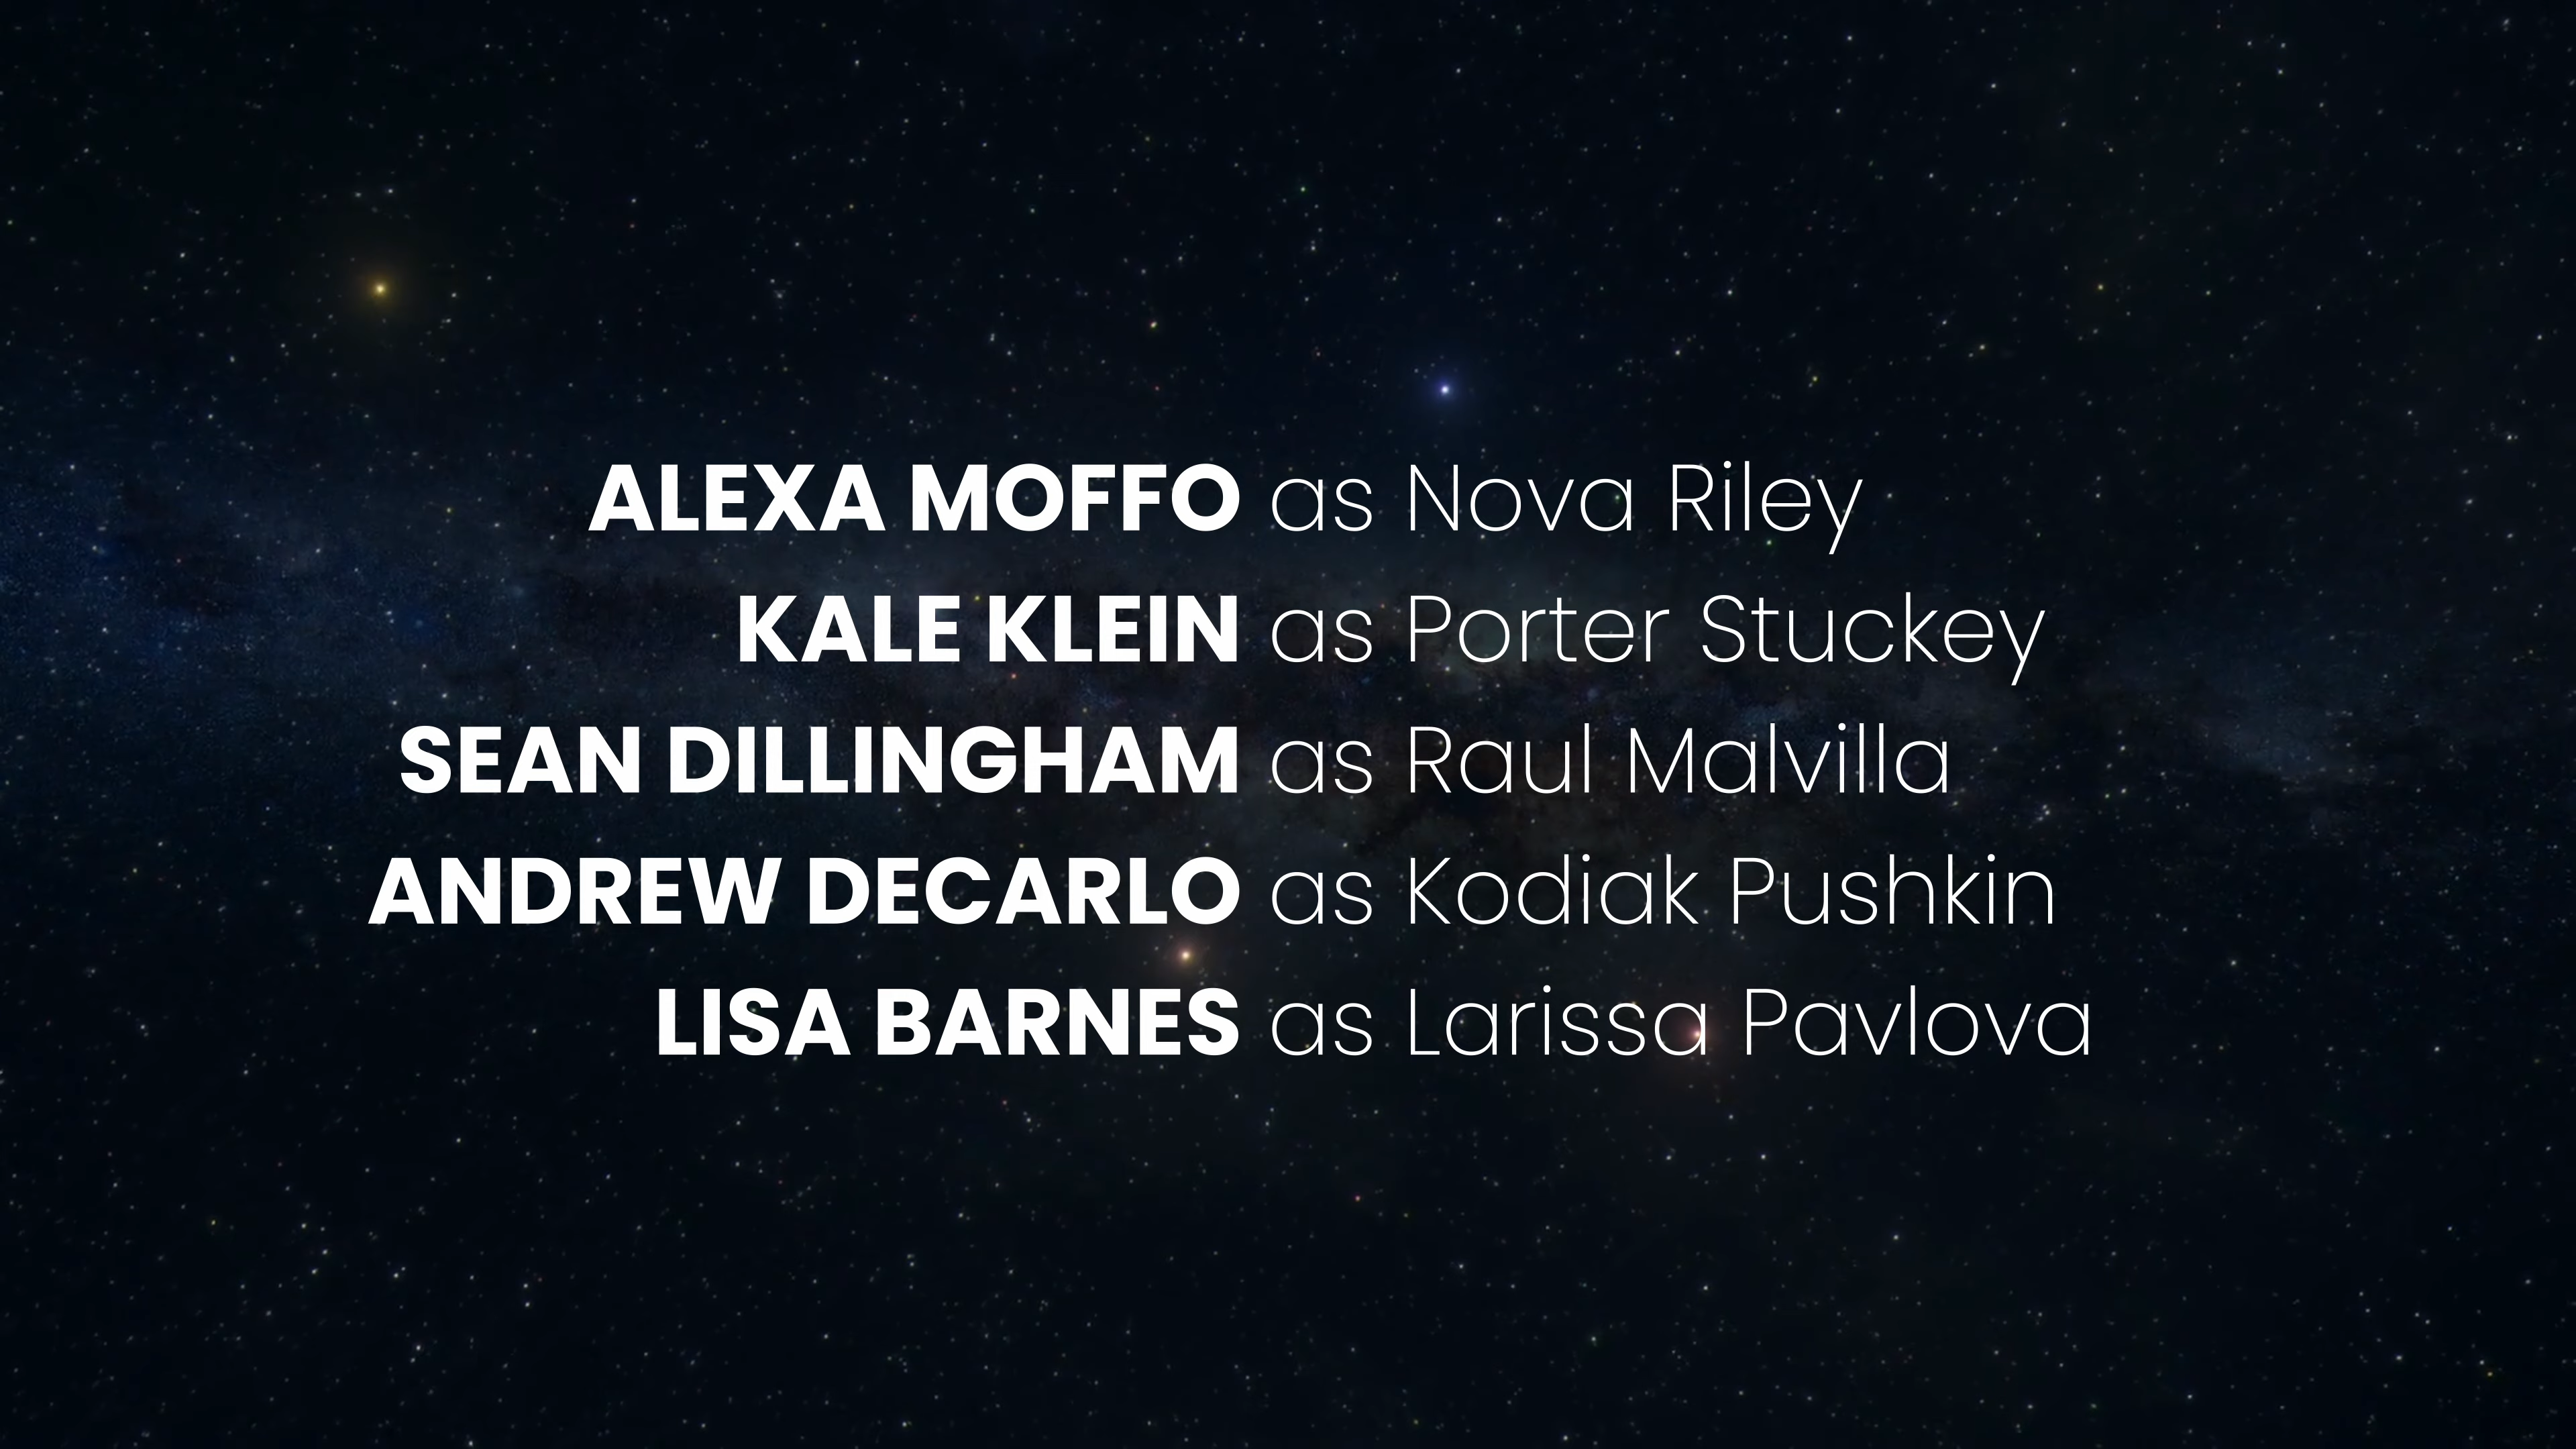 ALEXA MOFFO as Nova Riley
KALE KLEIN as Porter Stuckey
SEAN DILLINGHAM as Raul Malvilla
ANDREW DECARLO as Kodiak Pushkin
LISA BARNES as Larissa Pavlova